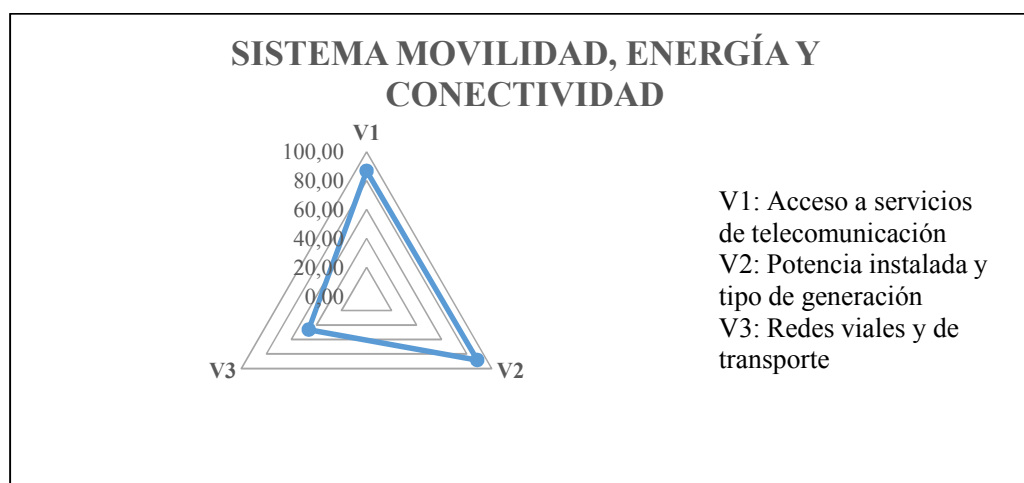 SISTEMA MOVILIDAD, ENERGÍA Y
CONECTIVIDAD
V1
100,00
80,00
60,00
40,00
20,00
0,00
V3
V2
V1: Acceso a servicios
de telecomunicación
V2: Potencia instalada y
tipo de generación
V3: Redes viales y de
transporte